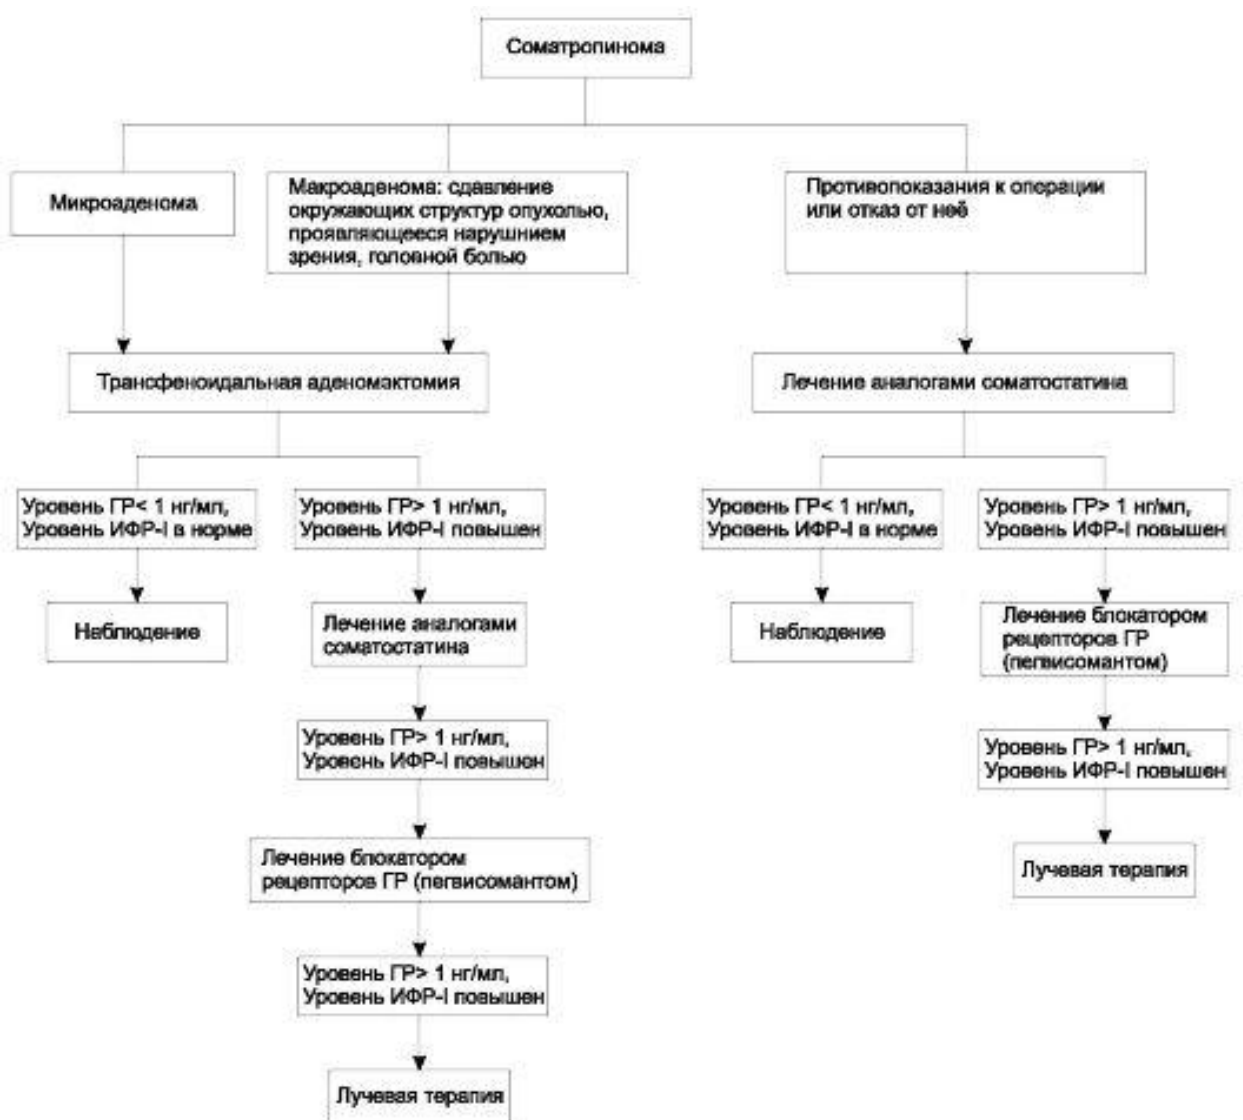 Соматропинома
Микроаденома
Макроаденома: сдавление
окружающих структур опухолью,
проявляющееся нарушнием
зрения, головной болью
Противопоказания к операции
или отказ от неё
Трансфеноидальная аденомэктомия
Лечение аналогами соматостатина
Уровень ГР< 1 нг/мл,
Уровень ИФР-I в норме
Уровень ГР> 1 нг/мл,
Уровень ИФР-I повышен
Уровень ГР< 1 нг/мл,
Уровень ИФР-I в норме
Уровень ГР> 1 нг/мл,
Уровень ИФР-I повышен
Наблюдение
Лечение аналогами
соматостатина
Наблюдение
Лечение блокатором
рецепторов ГР
(пегвисомантом)
Уровень ГР> 1 нг/мл,
Уровень ИФР-I повышен
Уровень ГР> 1 нг/мл,
Уровень ИФР-I повышен
Лечение блокатором
рецепторов ГР (пегвисомантом)
Лучевая терапия
Уровень ГР> 1 нг/мл,
Уровень ИФР-I повышен
Лучевая терапия